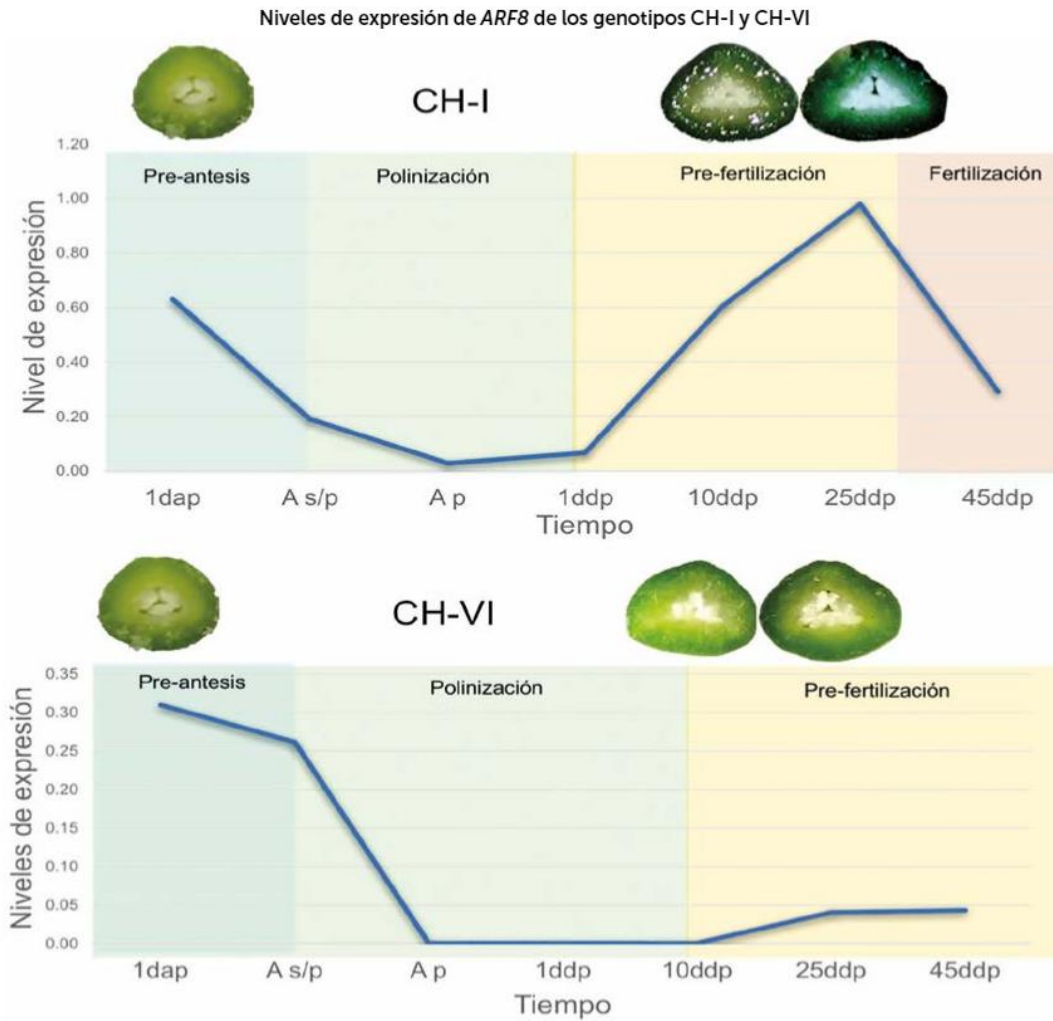 Niveles de expresión de ARF8 de los genotipos CH-I y CH-VI
CH-I
1.20
Pre-antesis Polinización Pre-fertilización Fertilización
1.00
0.80
0.60
0.40
0.20
0.00
Nivel de expresión
1dap A s/p A p 1ddp 10ddp 25ddp 45ddp
Tiempo
CH-VI
0.35
Pre-antesis Polinización Pre-fertilización
0.30
0.25
0.20
0.15
0.10
0.05
0.00
Niveles de expresión
1dap A s/p A p 1ddp 10ddp 25ddp 45ddp
Tiempo